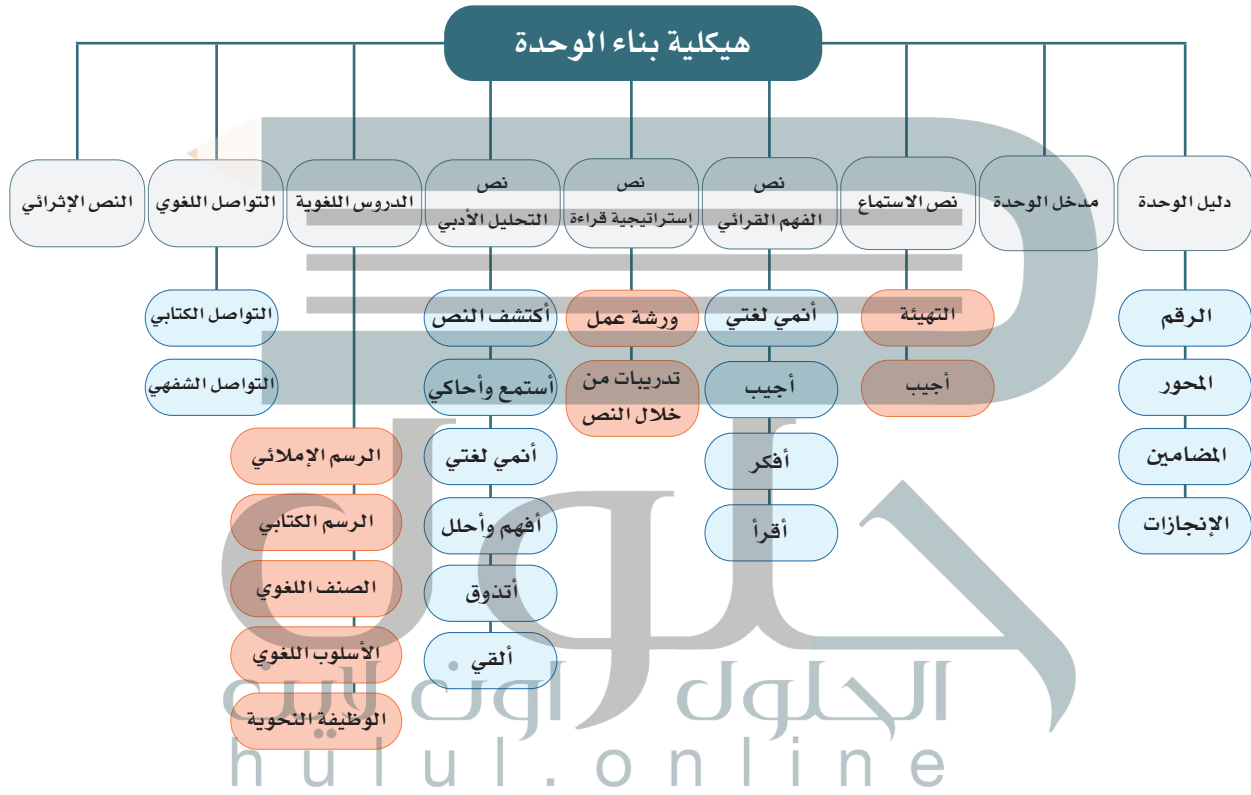 هيكلية بناء الوحدة
دليل الوحدة
مدخل الوحدة
نص الاستماع
نص
الفهم القرائي
نص
إستراتيجية قراءة
نص
التحليل الأدبي
الدروس اللغوية
التواصل اللغوي
النص الإثرائي
الرقم
المحور
المضامين
الإنجازات
التهيئة
أجيب
أنمي لغتي
أجيب
أفكر
أقرأ
ورشة عمل
تدريبات من
خلال النص
أكتشف النص
أستمع وأحاكي
أنمي لغتي
أفهم وأحلل
أتذوق
ألقي
الرسم الإملائي
الرسم الكتابي
الصنف اللغوي
الأسلوب اللغوي
الوظيفة النحوية
التواصل الكتابي
التواصل الشفهي
حلول
الحلول اون لاين
hulul.online